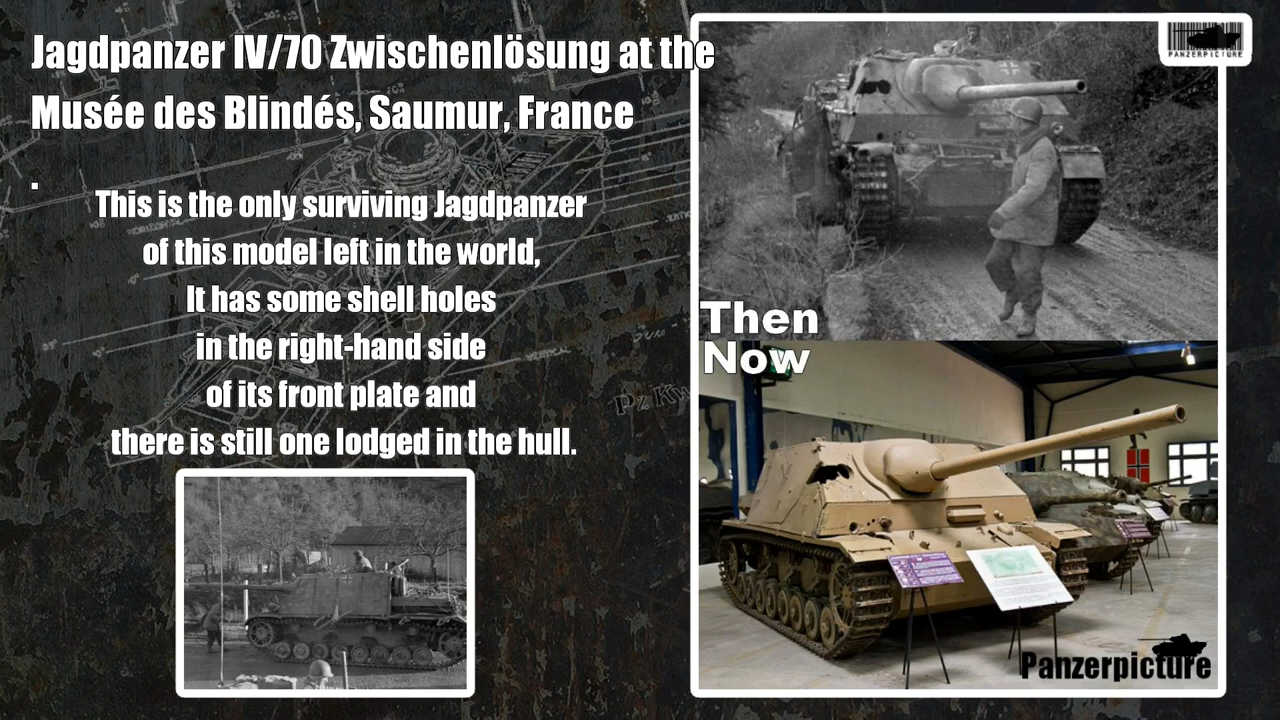 Jagdpanzer IV/70 Zwischenlösung at the
Musée des Blindés, Saumur, France
.
This is the only surviving Jagdpanzer
of this model left in the world,
It has some shell holes
in the right-hand side
of its front plate and
there is still one lodged in the hull.
PANZERPICTURE
Then
Now
Pz Kw
Panzerpicture